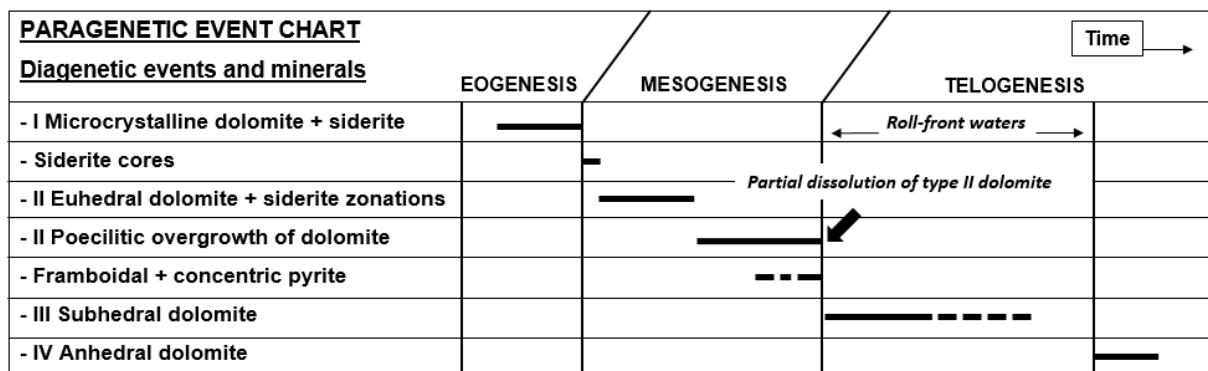 PARAGENETIC EVENT CHART
Time
Diagenetic events and minerals
EOGENESIS
MESOGENESIS
TELOGENESIS
- I Microcrystalline dolomite + siderite
Roll-front waters
- Siderite cores
Partial dissolution of type II dolomite
- II Euhedral dolomite + siderite zonations
- II Poecilitic overgrowth of dolomite
- Framboidal + concentric pyrite
- III Subhedral dolomite
- IV Anhedral dolomite